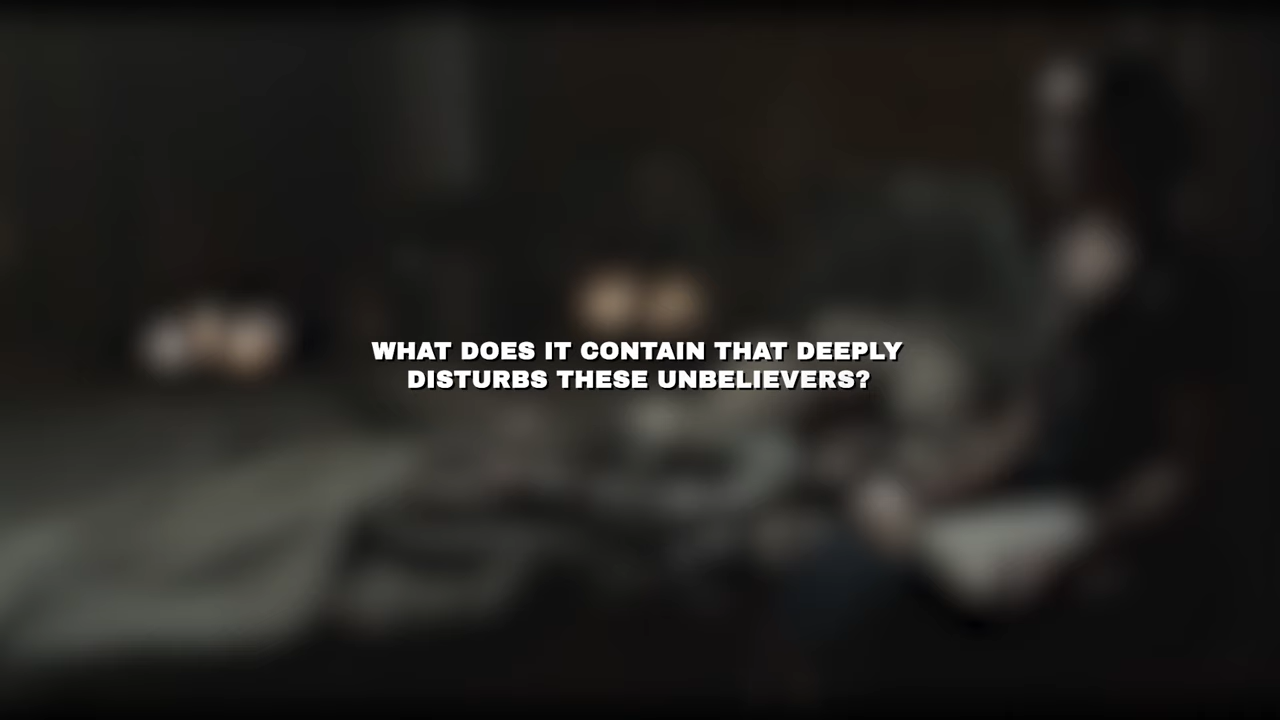 WHAT DOES IT CONTAIN THAT DEEPLY
DISTURBS THESE UNBELIEVERS?